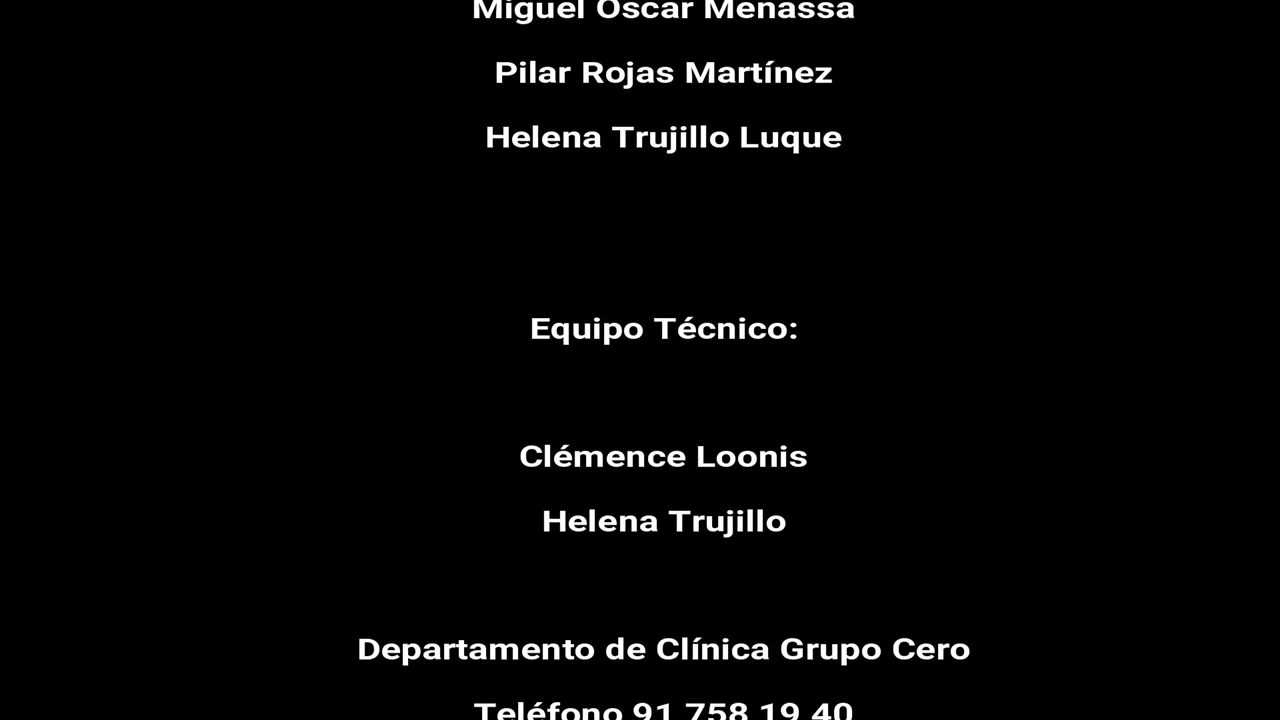 Miguel Oscar Menassa
Pilar Rojas Martínez
Helena Trujillo Luque
Equipo Técnico:
Clémence Loonis
Helena Trujillo
Departamento de Clínica Grupo Cero
Teléfono 91 758 19 40